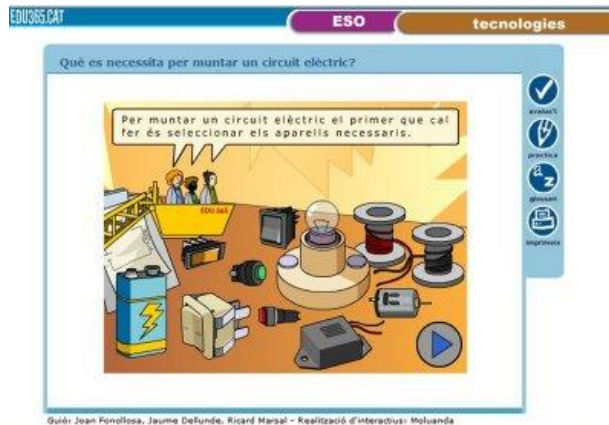 EDU365.CAT
ESO
tecnologies
Què es necessita per muntar un circuit elèctric?
Per muntar un circuit elèctric el primer que cal
fer és seleccionar els aparells necessaris.
EDU 365
avalua't
practica
a z
glossari
imprimeix
Guió: Joan Fonollosa, Jaume Dellunde, Ricard Marsal - Realització d'interactius: Moluanda